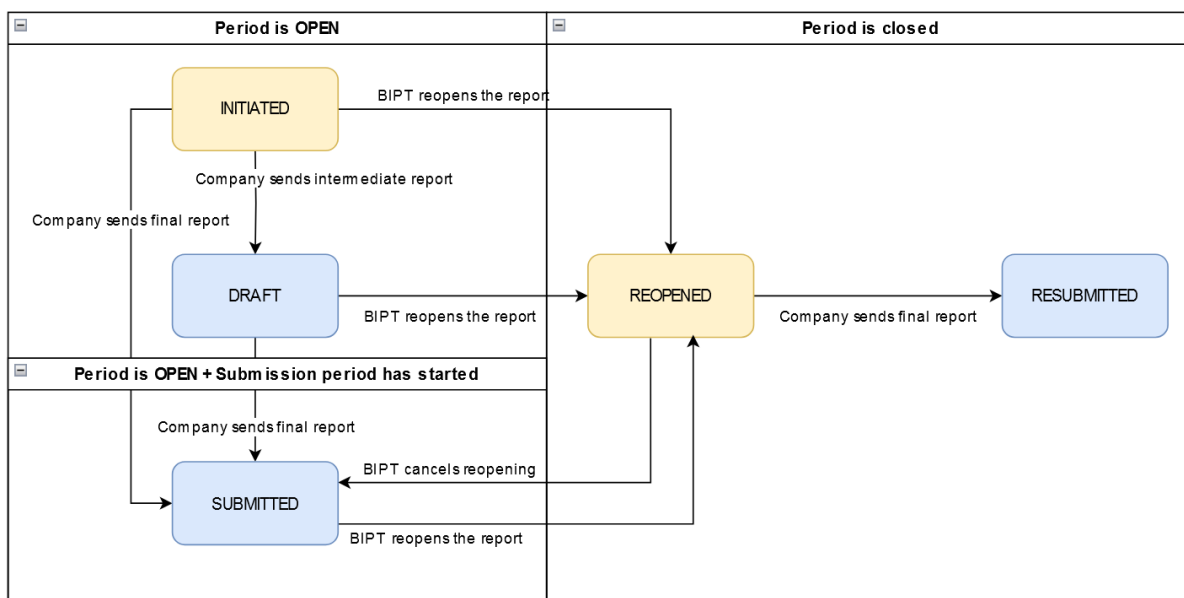 Period is OPEN
Period is closed
INITIATED
BIPT reopens the report
Company sends intermediate report
Company sends final report
DRAFT
BIPT reopens the report
REOPENED
Company sends final report
RESUBMITTED
Period is OPEN + Submission period has started
Company sends final report
BIPT cancels reopening
SUBMITTED
BIPT reopens the report